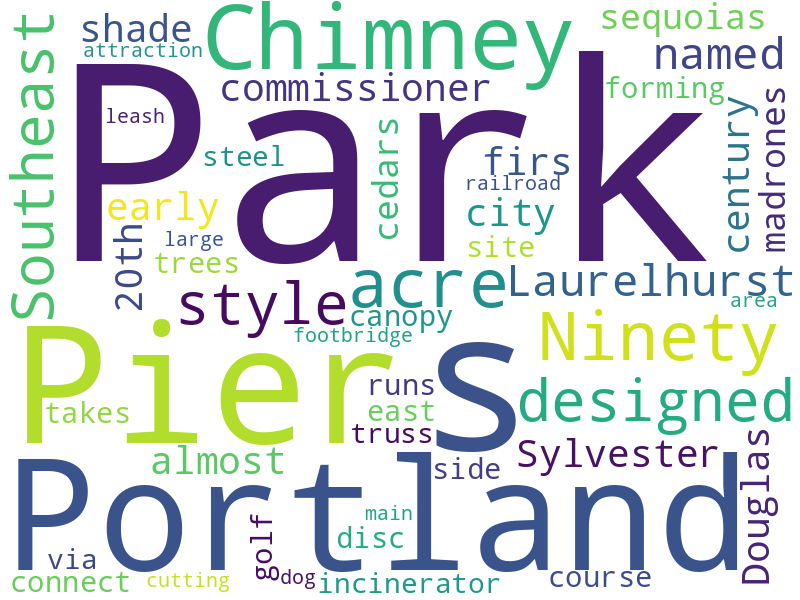 sequoias
Chimney
shade
named
attraction
commissioner
forming
Southeast
Park
leash
century
madrones
cedars
steel
firs
railroad
early
city
20th
large
site
trees
acre
Laurelhurst
style
area
canopy
footbridge
Ninety
Pier
s
runs
designed
takes
east
truss
almost
side
Sylvester
Douglas
Portland
main
golf
disc
via
connect
cutting
dog
incinerator
course